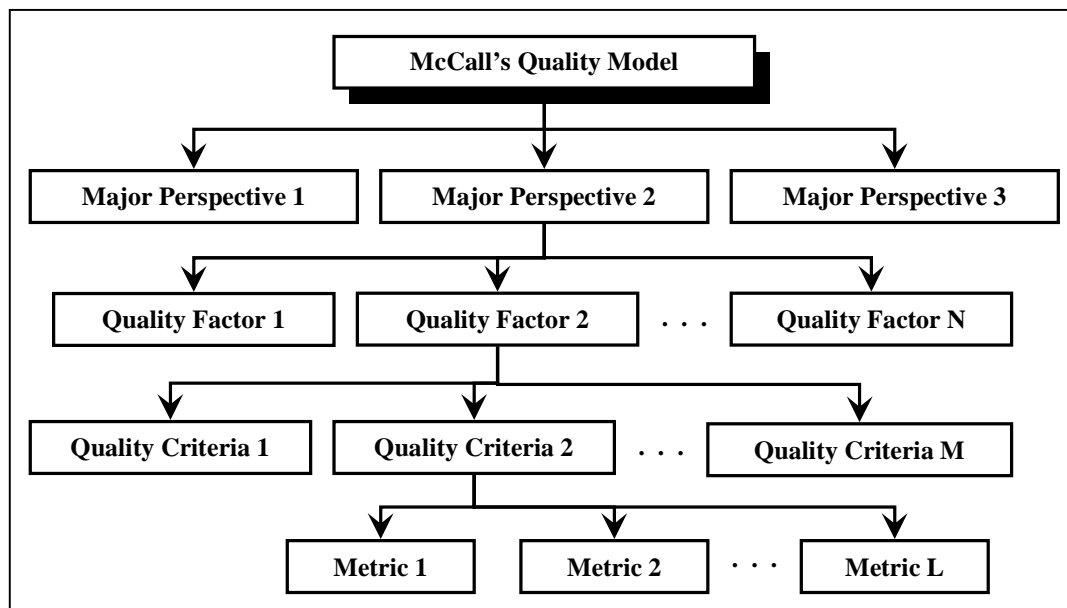 McCall's Quality Model
Major Perspective 1
Major Perspective 2
Major Perspective 3
Quality Factor 1
Quality Factor 2
. . .
Quality Factor N
Quality Criteria 1
Quality Criteria 2
. . .
Quality Criteria M
Metric 1
Metric 2
. . .
Metric L